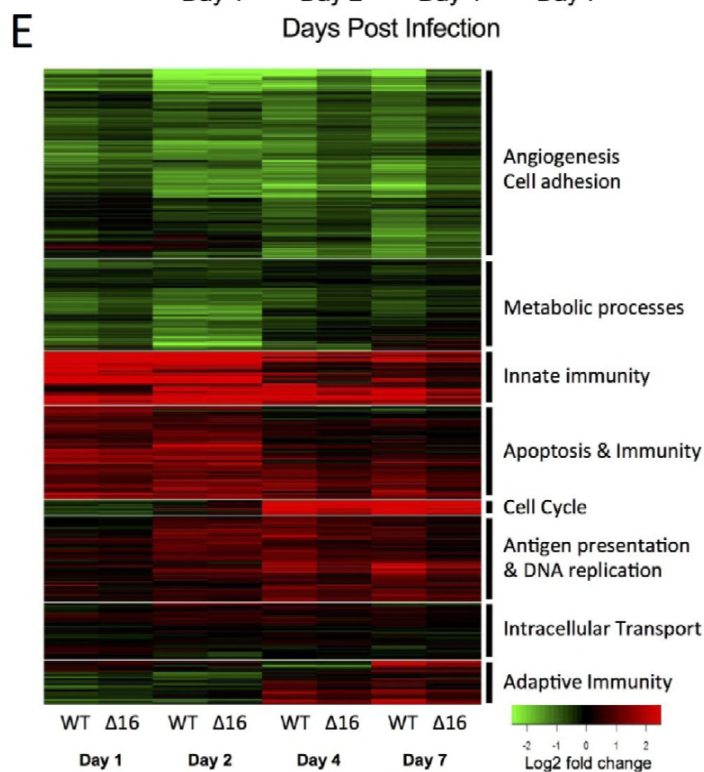 E
Days Post Infection
Angiogenesis
Cell adhesion
Metabolic processes
Innate immunity
Apoptosis & Immunity
Cell Cycle
Antigen presentation
& DNA replication
Intracellular Transport
Adaptive Immunity
WT Δ16 WT Δ16 WT Δ16 WT Δ16
Day 1 Day 2 Day 4 Day 7
-2 -1 0 1 2
Log2 fold change